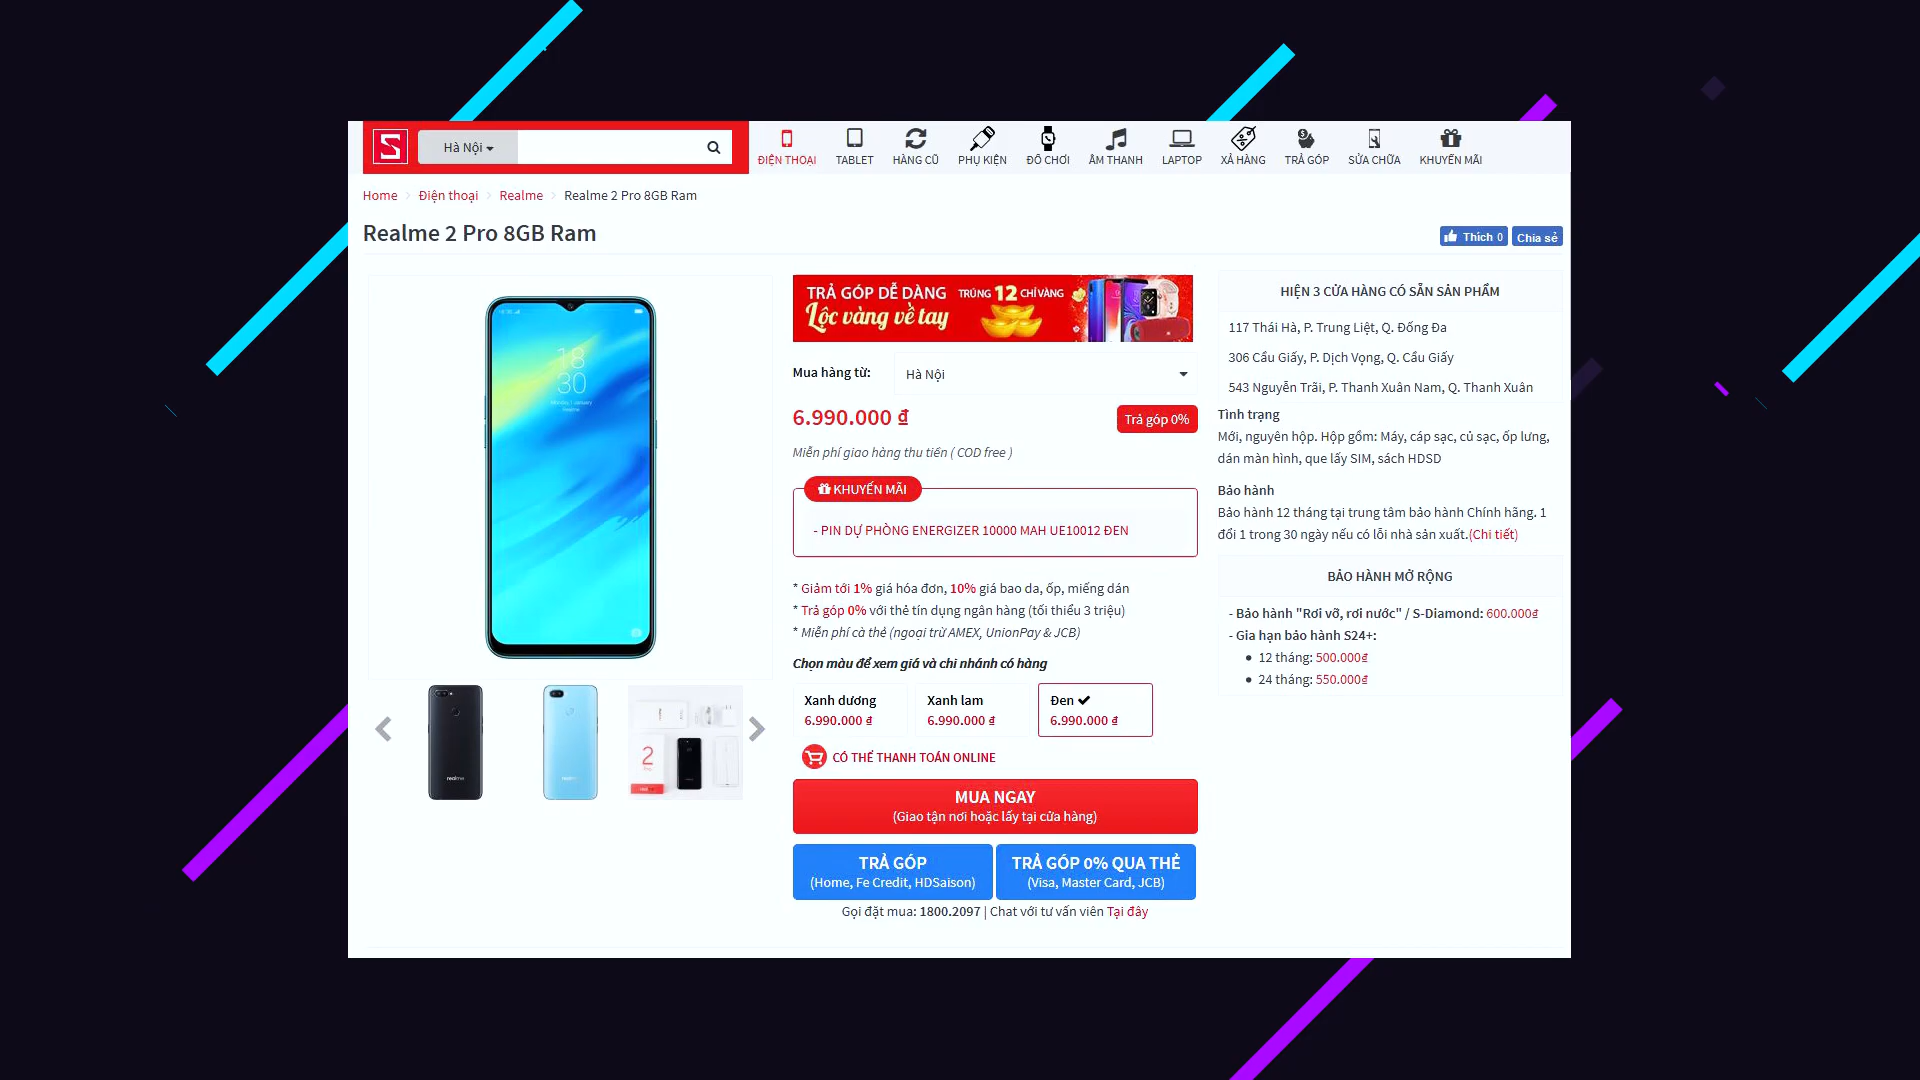 Hà Nội
ĐIỆN THOẠI
TABLET
HÀNG CŨ
PHỤ KIỆN
ĐỒ CHƠI
ÂM THANH
LAPTOP
XẢ HÀNG
TRẢ GÓP
SỬA CHỮA
KHUYẾN MÃI
Home > Điện thoại > Realme > Realme 2 Pro 8GB Ram
Realme 2 Pro 8GB Ram
Thích 0
Chia sẻ
18
30
realme
realme
2
TRẢ GÓP DỄ DÀNG
TRÚNG 12 CHỈ VÀNG
Lộc vàng về tay
Mua hàng từ:
Hà Nội
6.990.000 ₫
Trả góp 0%
Miễn phí giao hàng thu tiền ( COD free )
KHUYẾN MÃI
- PIN DỰ PHÒNG ENERGIZER 10000 MAH UE10012 ĐEN
* Giảm tới 1% giá hóa đơn, 10% giá bao da, ốp, miếng dán
* Trả góp 0% với thẻ tín dụng ngân hàng (tối thiểu 3 triệu)
* Miễn phí cà thẻ (ngoại trừ AMEX, UnionPay & JCB)
Chọn màu để xem giá và chi nhánh có hàng
Xanh dương
6.990.000 ₫
Xanh lam
6.990.000 ₫
Đen ✔
6.990.000 ₫
CÓ THỂ THANH TOÁN ONLINE
MUA NGAY
(Giao tận nơi hoặc lấy tại cửa hàng)
TRẢ GÓP
(Home, Fe Credit, HDSaison)
TRẢ GÓP 0% QUA THẺ
(Visa, Master Card, JCB)
Gọi đặt mua: 1800.2097 | Chat với tư vấn viên Tại đây
HIỆN 3 CỬA HÀNG CÓ SẴN SẢN PHẨM
117 Thái Hà, P. Trung Liệt, Q. Đống Đa
306 Cầu Giấy, P. Dịch Vọng, Q. Cầu Giấy
543 Nguyễn Trãi, P. Thanh Xuân Nam, Q. Thanh Xuân
Tình trạng
Mới, nguyên hộp. Hộp gồm: Máy, cáp sạc, củ sạc, ốp lưng,
dán màn hình, que lấy SIM, sách HDSD
Bảo hành
Bảo hành 12 tháng tại trung tâm bảo hành Chính hãng. 1
đổi 1 trong 30 ngày nếu có lỗi nhà sản xuất.(Chi tiết)
BẢO HÀNH MỞ RỘNG
- Bảo hành "Rơi vỡ, rơi nước" / S-Diamond: 600.000₫
- Gia hạn bảo hành S24+:
• 12 tháng: 500.000₫
• 24 tháng: 550.000₫